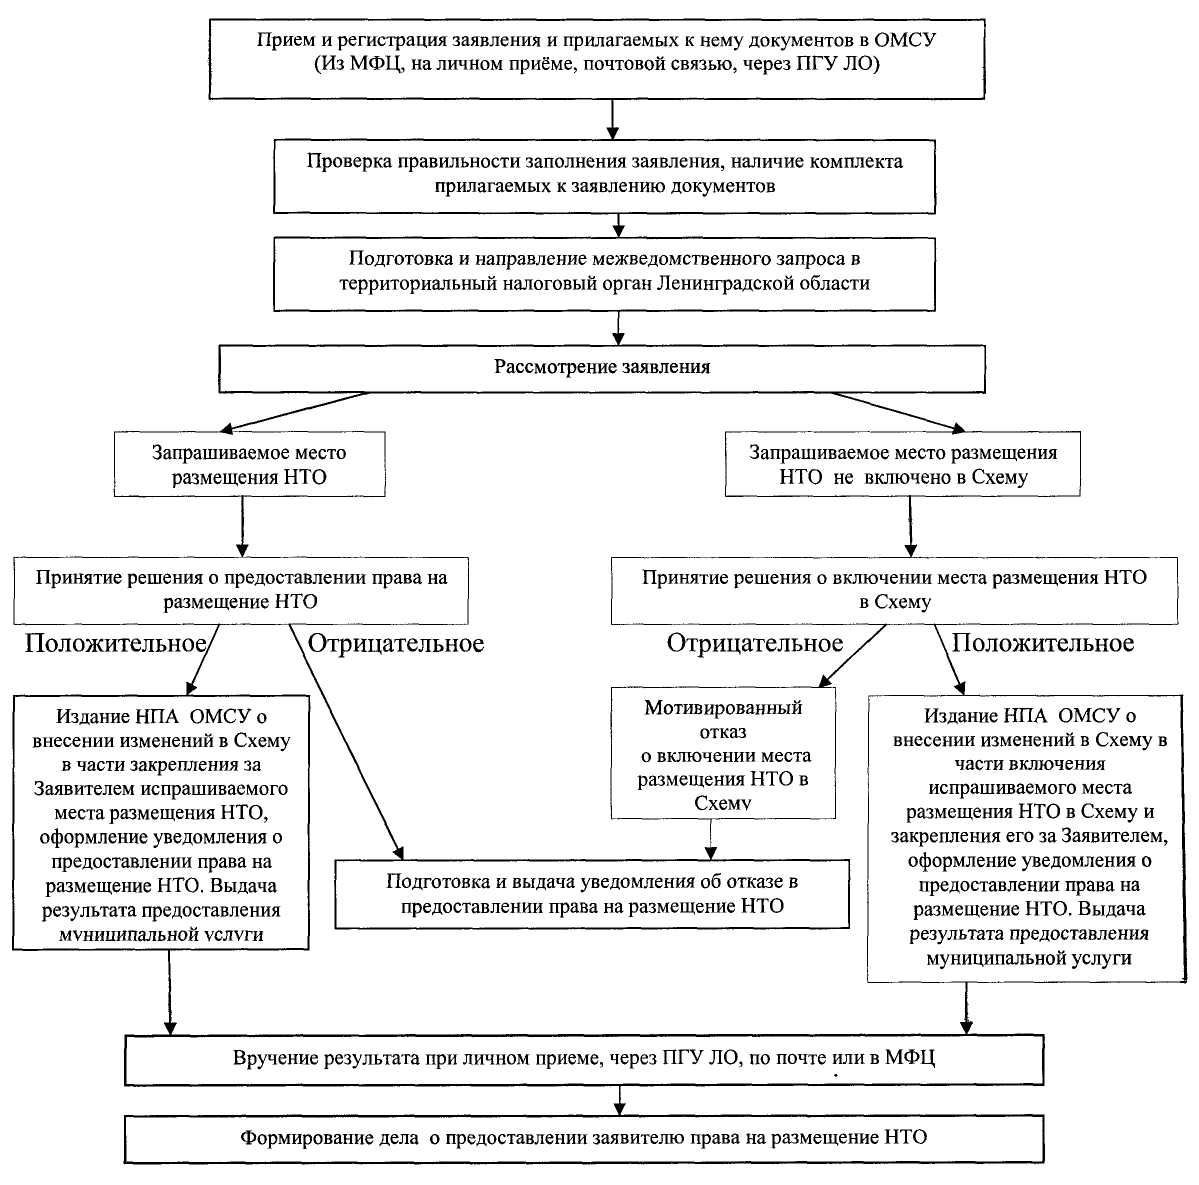 Прием и регистрация заявления и прилагаемых к нему документов в ОМСУ
(Из МФЦ, на личном приёме, почтовой связью, через ПГУ ЛО)
Проверка правильности заполнения заявления, наличие комплекта
прилагаемых к заявлению документов
Подготовка и направление межведомственного запроса в
территориальный налоговый орган Ленинградской области
Рассмотрение заявления
Запрашиваемое место
размещения НТО
Запрашиваемое место размещения
НТО не включено в Схему
Принятие решения о предоставлении права на
размещение НТО
Принятие решения о включении места размещения НТО
в Схему
Положительное
Отрицательное
Отрицательное
Положительное
Издание НПА ОМСУ о
внесении изменений в Схему
в части закрепления за
Заявителем испрашиваемого
места размещения НТО,
оформление уведомления о
предоставлении права на
размещение НТО. Выдача
результата предоставления
муниципальной услуги
Мотивированный
отказ
о включении места
размещения НТО в
Схему
Издание НПА ОМСУ о
внесении изменений в Схему в
части включения
испрашиваемого места
размещения НТО в Схему и
закрепления его за Заявителем,
оформление уведомления о
предоставлении права на
размещение НТО. Выдача
результата предоставления
муниципальной услуги
Подготовка и выдача уведомления об отказе в
предоставлении права на размещение НТО
Вручение результата при личном приеме, через ПГУ ЛО, по почте или в МФЦ
Формирование дела о предоставлении заявителю права на размещение НТО